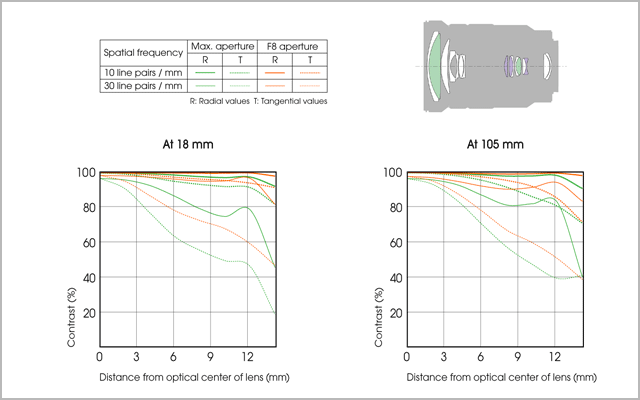 Spatial frequency Max. aperture F8 aperture
R T R T
10 line pairs / mm
30 line pairs / mm
R: Radial values T: Tangential values
At 18 mm
100
80
60
40
20
Contrast (%)
0 3 6 9 12
Distance from optical center of lens (mm)
At 105 mm
100
80
60
40
20
Contrast (%)
0 3 6 9 12
Distance from optical center of lens (mm)